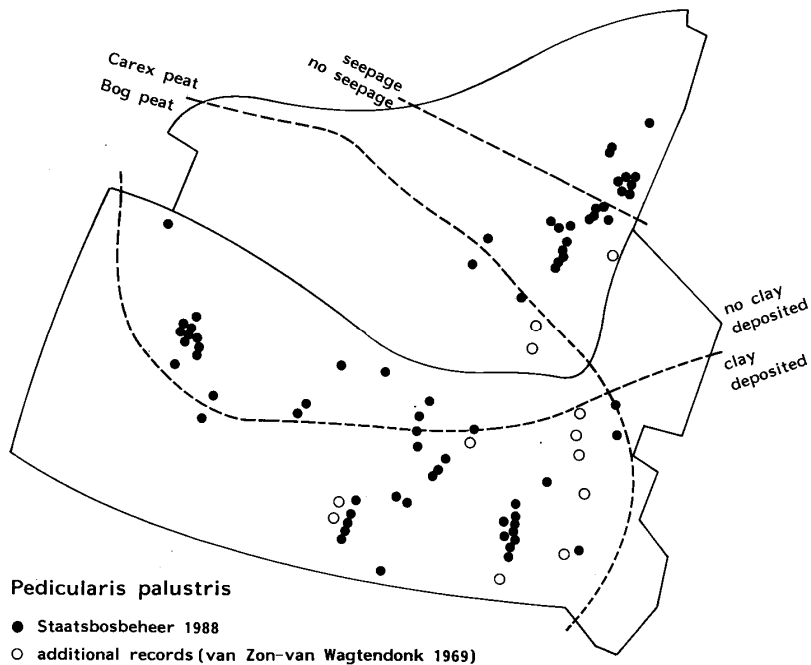 Carex peat
Bog peat
seepage
no seepage
no clay
deposited
clay
deposited
Pedicularis palustris
● Staatsbosbeheer 1988
○ additional records (van Zon-van Wagtendonk 1969)